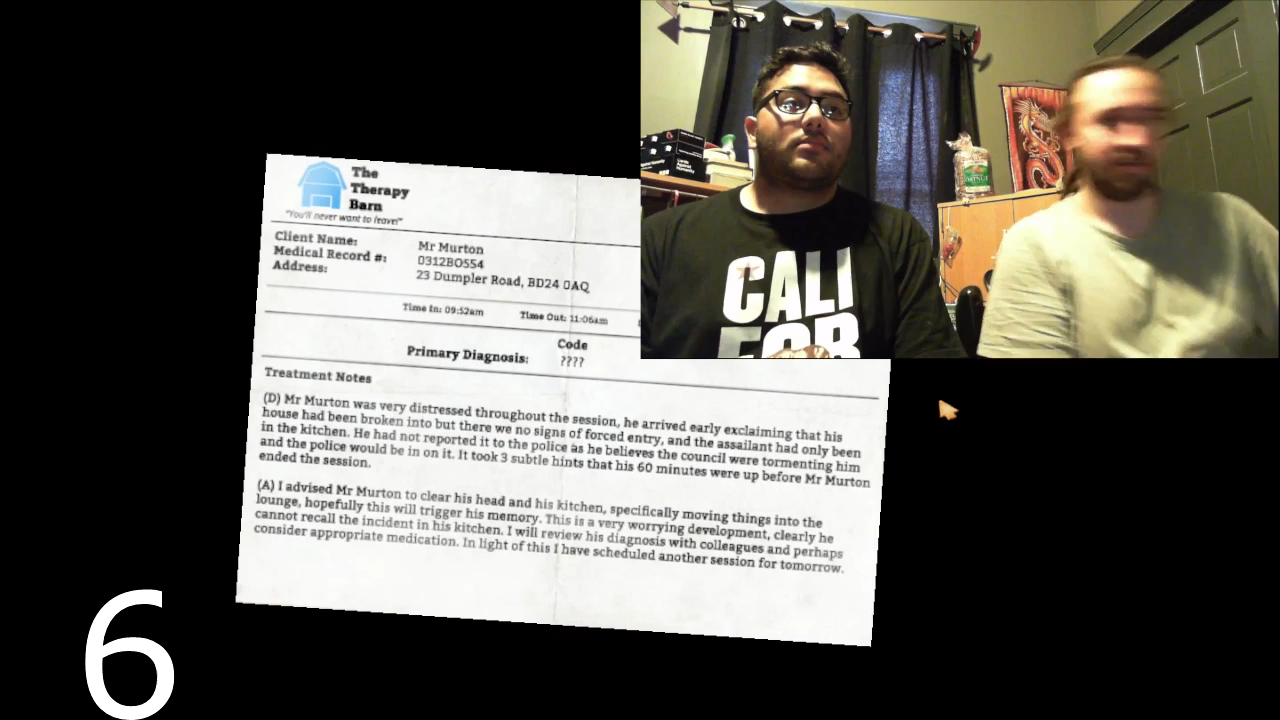 The
Therapy
Barn
"You'll never want to leave!"
Client Name: Mr Murton
Medical Record #: 0312BO554
Address: 23 Dumpler Road, BD24 0AQ
Time In: 09:52am Time Out: 11:06am
Code
Primary Diagnosis: ????
Treatment Notes
(D) Mr Murton was very distressed throughout the session, he arrived early exclaiming that his
house had been broken into but there we no signs of forced entry, and the assailant had only been
in the kitchen. He had not reported it to the police as he believes the council were tormenting him
and the police would be in on it. It took 3 subtle hints that his 60 minutes were up before Mr Murton
ended the session.
(A) I advised Mr Murton to clear his head and his kitchen, specifically moving things into the
lounge, hopefully this will trigger his memory. This is a very worrying development, clearly he
cannot recall the incident in his kitchen. I will review his diagnosis with colleagues and perhaps
consider appropriate medication. In light of this I have scheduled another session for tomorrow.
6
CALI
FOR